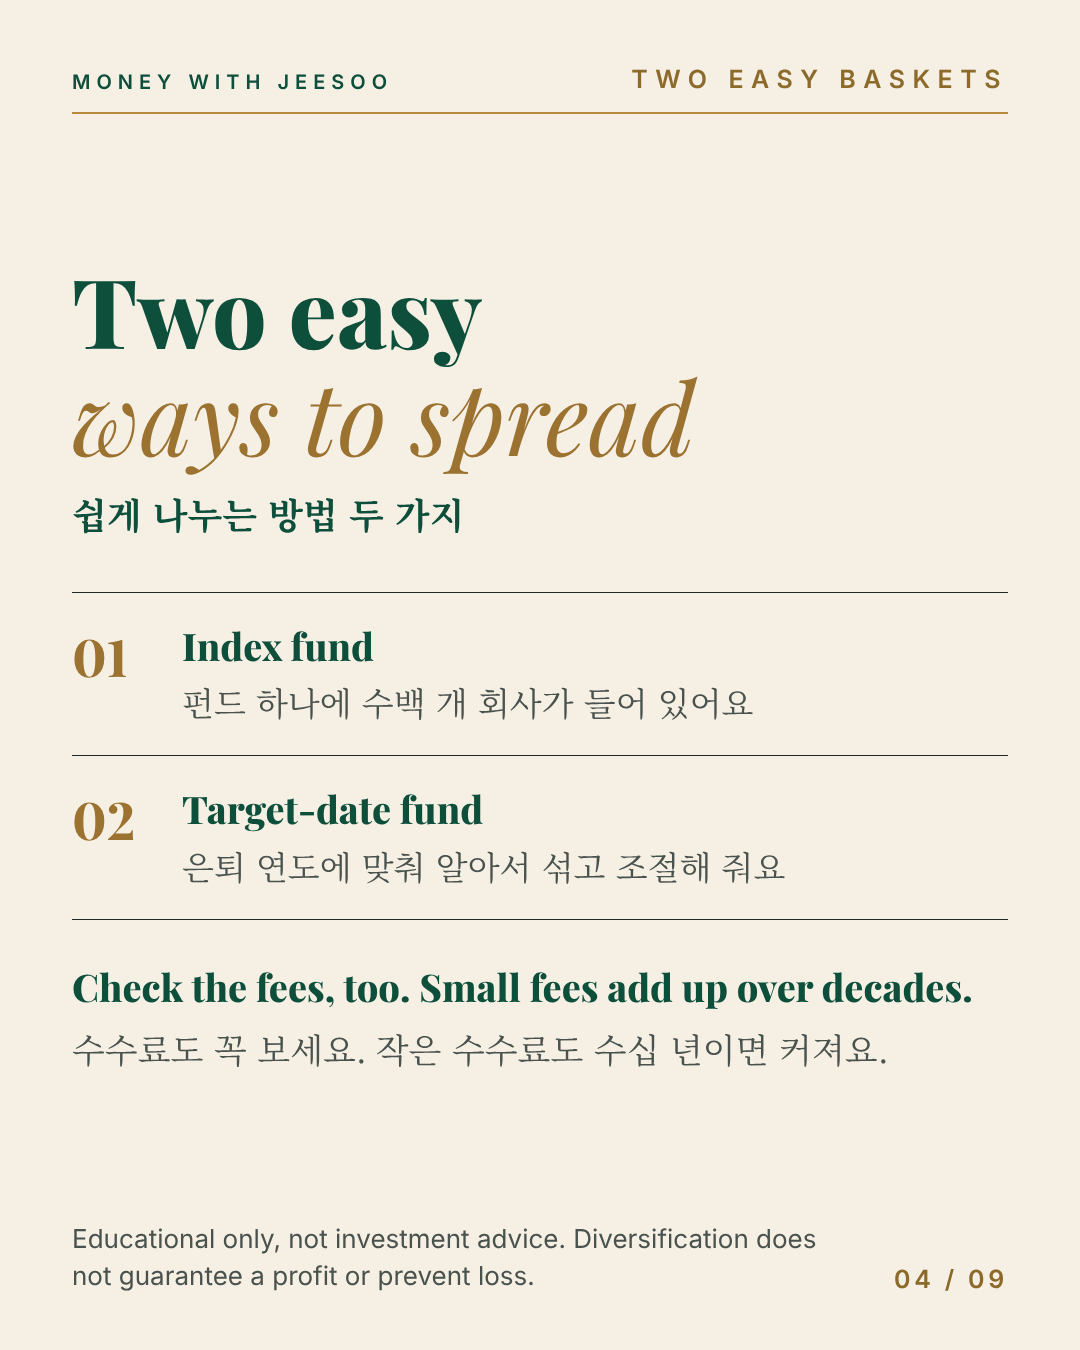 MONEY WITH JEESOO
TWO EASY BASKETS
Two easy
ways to spread
쉽게 나누는 방법 두 가지
01
Index fund
펀드 하나에 수백 개 회사가 들어 있어요
02
Target-date fund
은퇴 연도에 맞춰 알아서 섞고 조절해 줘요
Check the fees, too. Small fees add up over decades.
수수료도 꼭 보세요. 작은 수수료도 수십 년이면 커져요.
Educational only, not investment advice. Diversification does
not guarantee a profit or prevent loss.
04 / 09